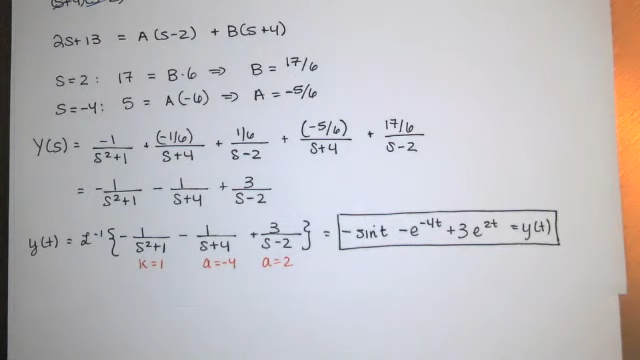 2s+13 = A(s-2) + B(s+4)
s=2: 17 = B·6 ⇒ B = 17/6
s=-4: 5 = A(-6) ⇒ A = -5/6
Y(s) = -1/(s²+1) + (-1/6)/(s+4) + (1/6)/(s-2) + (-5/6)/(s+4) + (17/6)/(s-2)
= -1/(s²+1) - 1/(s+4) + 3/(s-2)
y(t) = ℒ⁻¹{-1/(s²+1) - 1/(s+4) + 3/(s-2)} = -sint - e^{-4t} + 3e^{2t} = y(t)
k=1 a=-4 a=2